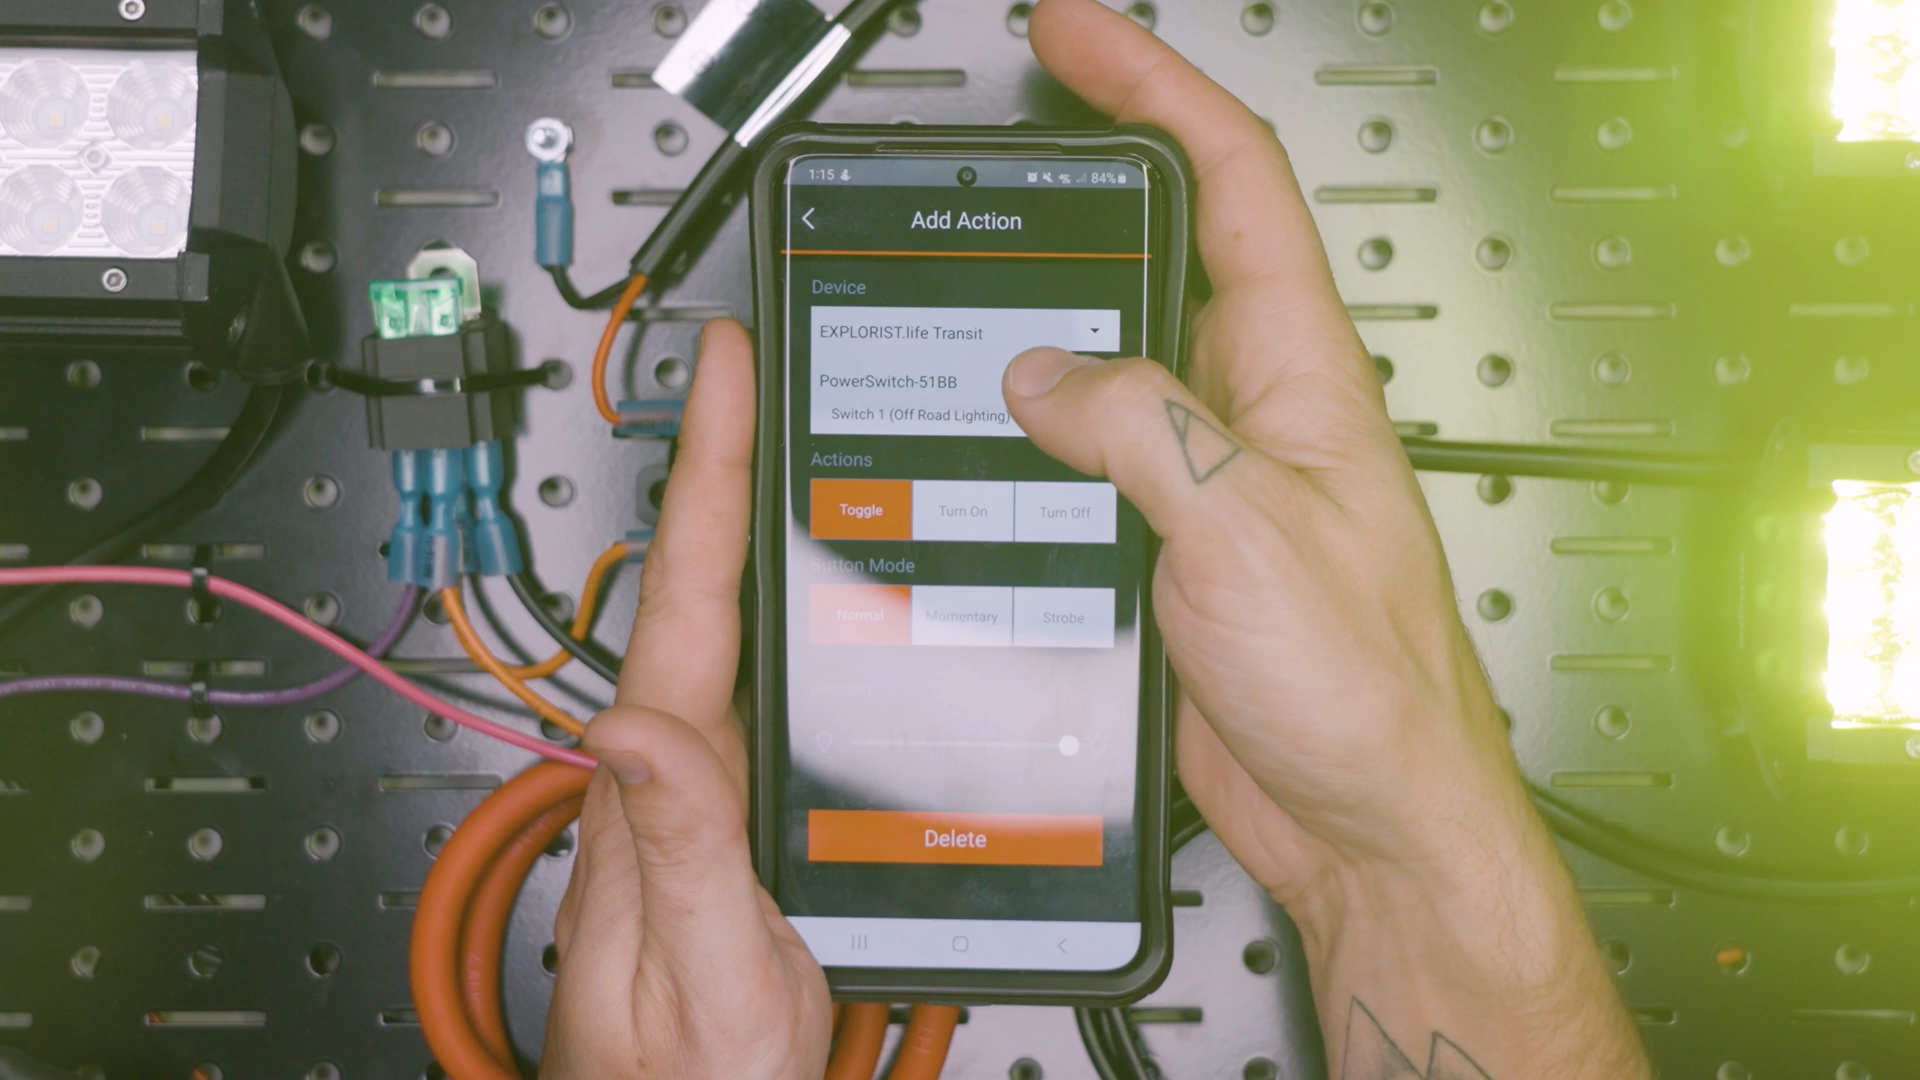 1:15 84%
Add Action
Device
EXPLORIST.life Transit
PowerSwitch-51BB
Switch 1 (Off Road Lighting)
Actions
Toggle Turn On Turn Off
Button Mode
Normal Momentary Strobe
Delete